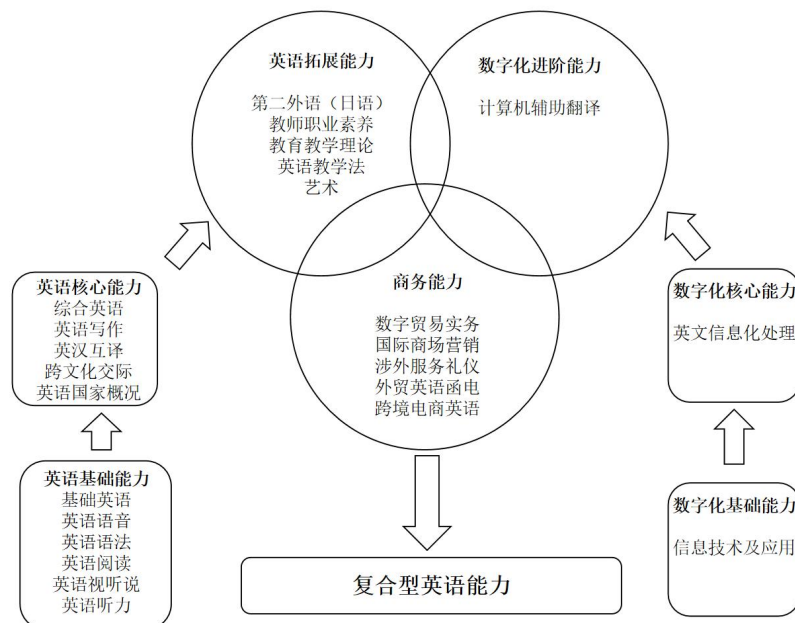 英语拓展能力
第二外语（日语）
教师职业素养
教育教学理论
英语教学法
艺术
数字化进阶能力
计算机辅助翻译
商务能力
数字贸易实务
国际商场营销
涉外服务礼仪
外贸英语函电
跨境电商英语
英语核心能力
综合英语
英语写作
英汉互译
跨文化交际
英语国家概况
数字化核心能力
英文信息化处理
英语基础能力
基础英语
英语语音
英语语法
英语阅读
英语视听说
英语听力
数字化基础能力
信息技术及应用
复合型英语能力